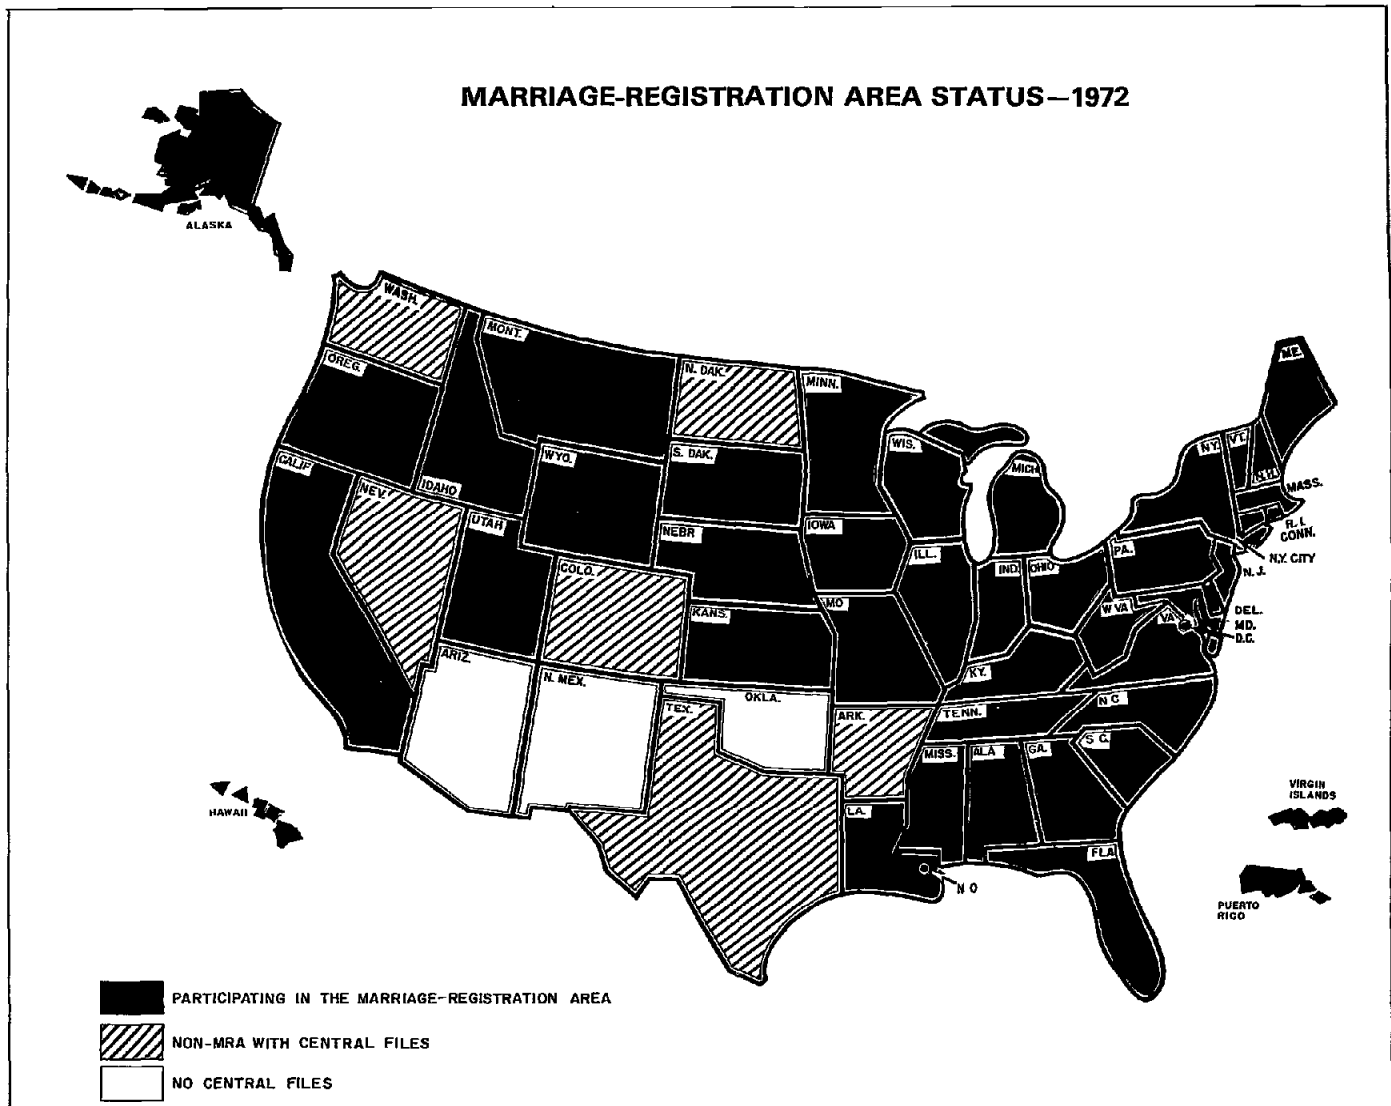 MARRIAGE-REGISTRATION AREA STATUS—1972
ALASKA
WASH.
MONT.
OREG.
N. DAK.
MINN.
ME.
CALIF
NEV.
IDAHO
UTAH
WYO.
S. DAK.
WIS.
MICH
N.Y.
VT.
N.H.
MASS.
R.I.
CONN.
N.Y. CITY
N.J.
NEBR
IOWA
ILL.
IND.
OHIO
PA.
COLO.
KANS.
MO
W VA
VA
DEL.
MD.
D.C.
ARIZ.
N. MEX.
OKLA.
TEX.
ARK.
KY.
TENN.
N C
S C.
MISS.
ALA
GA.
LA.
FLA
N O
HAWAII
VIRGIN
ISLANDS
PUERTO
RICO
PARTICIPATING IN THE MARRIAGE-REGISTRATION AREA
NON-MRA WITH CENTRAL FILES
NO CENTRAL FILES